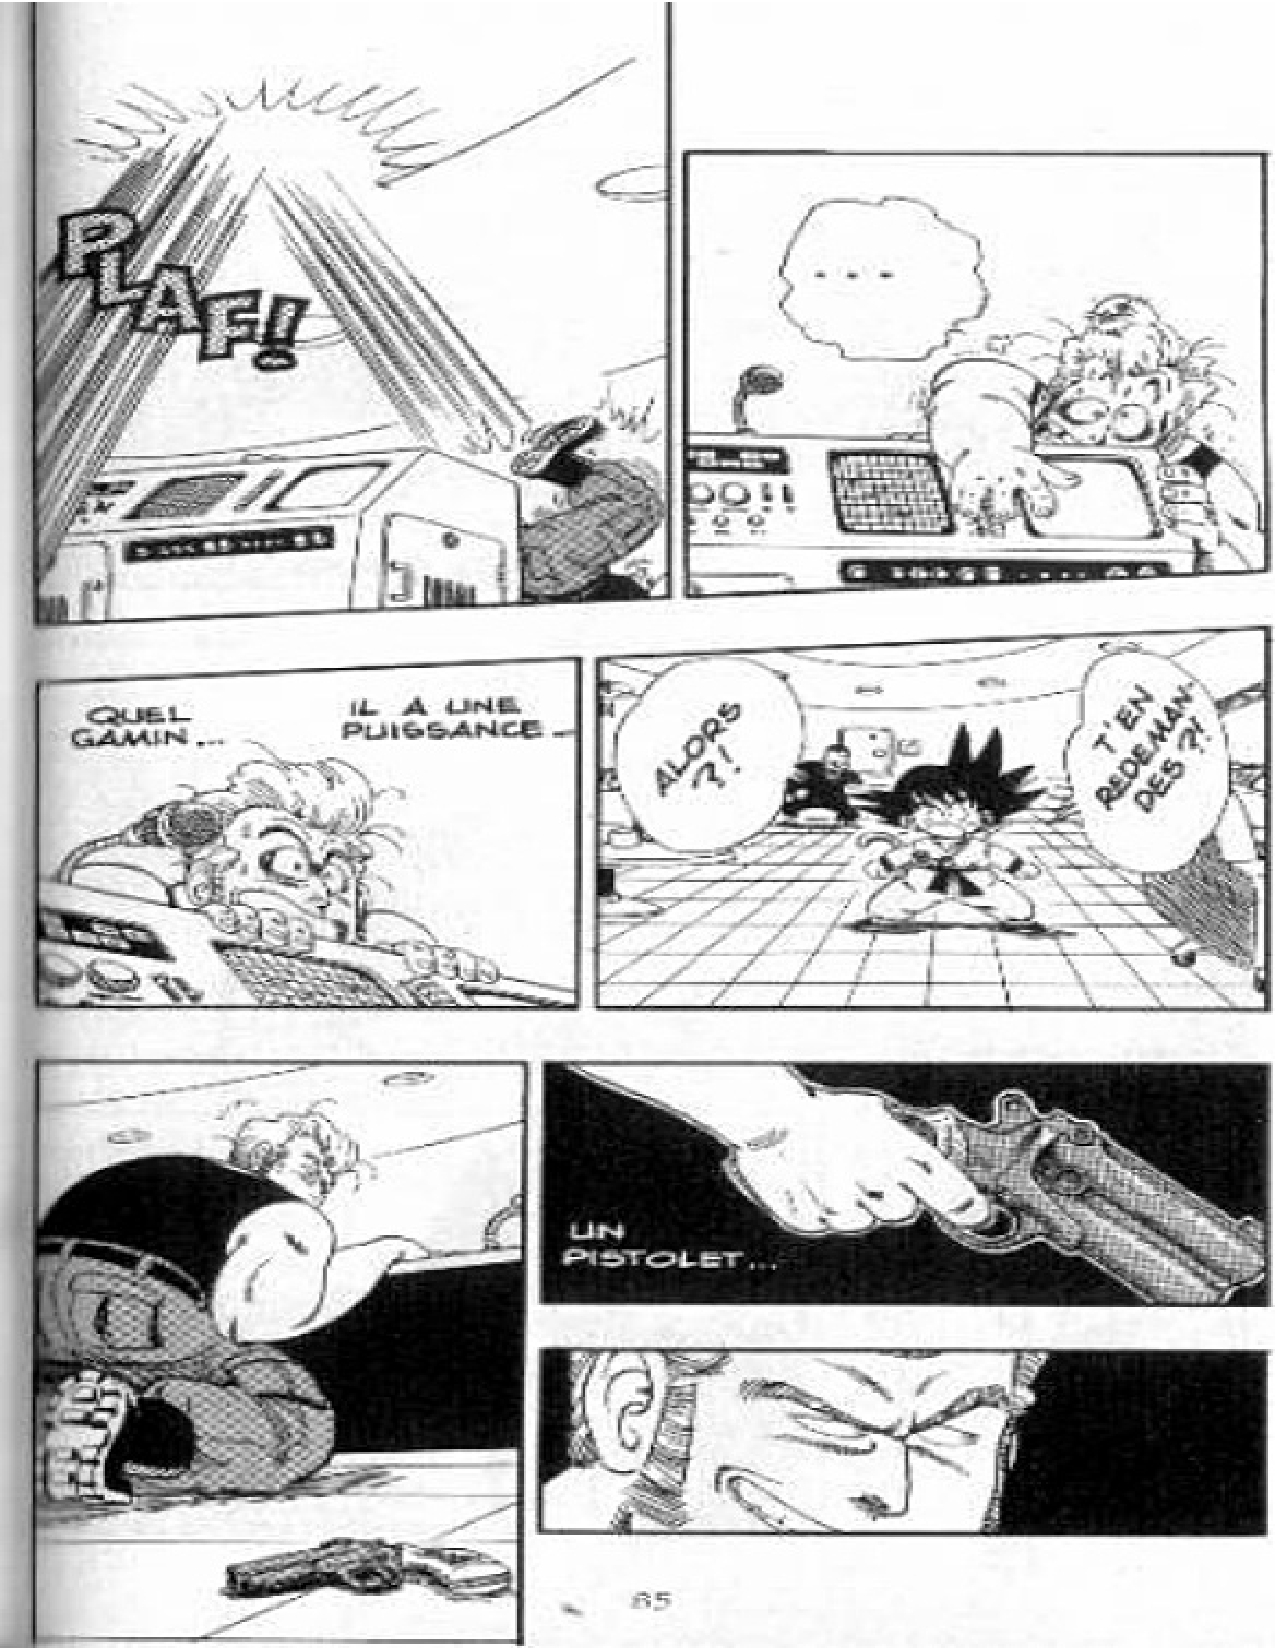 PLAF!
...
QUEL
GAMIN...
IL A UNE
PUISSANCE...
ALORS
?!
T'EN
REDEMAN-
DES ?!
UN
PISTOLET...
85